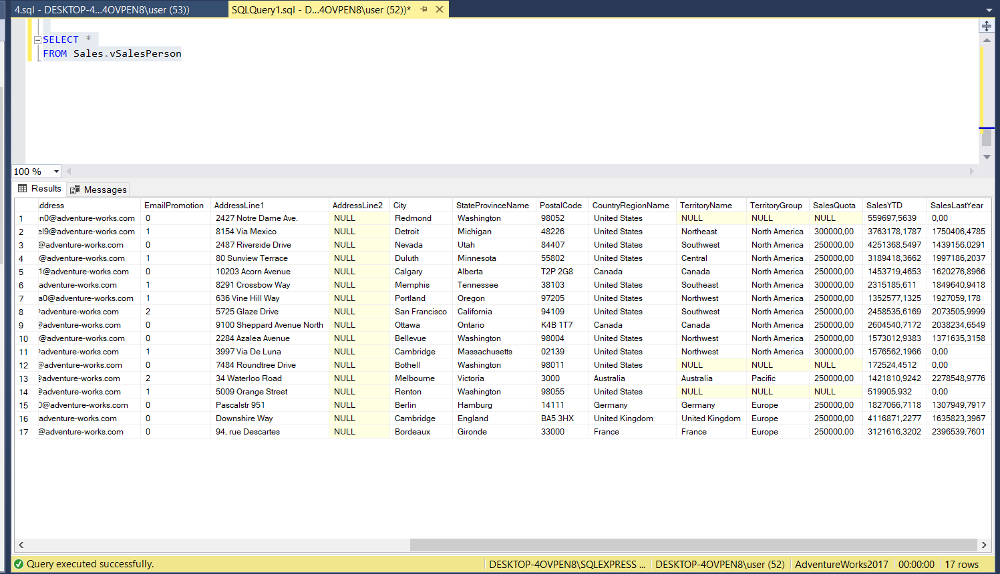 4.sql - DESKTOP-4...4OVPEN8\user (53))
SQLQuery1.sql - D...4OVPEN8\user (52))*
SELECT *
FROM Sales.vSalesPerson
100 %
Results Messages
Address EmailPromotion AddressLine1 AddressLine2 City StateProvinceName PostalCode CountryRegionName TerritoryName TerritoryGroup SalesQuota SalesYTD SalesLastYear
1 en0@adventure-works.com 0 2427 Notre Dame Ave. NULL Redmond Washington 98052 United States NULL NULL NULL 559697,5639 0,00
2 el9@adventure-works.com 1 8154 Via Mexico NULL Detroit Michigan 48226 United States Northeast North America 300000,00 3763178,1787 1750406,4785
3 @adventure-works.com 0 2487 Riverside Drive NULL Nevada Utah 84407 United States Southwest North America 250000,00 4251368,5497 1439156,0291
4 @adventure-works.com 1 80 Sunview Terrace NULL Duluth Minnesota 55802 United States Central North America 250000,00 3189418,3662 1997186,2037
5 1@adventure-works.com 0 10203 Acorn Avenue NULL Calgary Alberta T2P 2G8 Canada Canada North America 250000,00 1453719,4653 1620276,8966
6 adventure-works.com 1 8291 Crossbow Way NULL Memphis Tennessee 38103 United States Southeast North America 300000,00 2315185,611 1849640,9418
7 a0@adventure-works.com 1 636 Vine Hill Way NULL Portland Oregon 97205 United States Northwest North America 250000,00 1352577,1325 1927059,178
8 @adventure-works.com 2 5725 Glaze Drive NULL San Francisco California 94109 United States Southwest North America 250000,00 2458535,6169 2073505,9999
9 @adventure-works.com 0 9100 Sheppard Avenue North NULL Ottawa Ontario K4B 1T7 Canada Canada North America 250000,00 2604540,7172 2038234,6549
10 @adventure-works.com 0 2284 Azalea Avenue NULL Bellevue Washington 98004 United States Northwest North America 250000,00 1573012,9383 1371635,3158
11 @adventure-works.com 1 3997 Via De Luna NULL Cambridge Massachusetts 02139 United States Northwest North America 300000,00 1576562,1966 0,00
12 @adventure-works.com 0 7484 Roundtree Drive NULL Bothell Washington 98011 United States NULL NULL NULL 172524,4512 0,00
13 @adventure-works.com 2 34 Waterloo Road NULL Melbourne Victoria 3000 Australia Australia Pacific 250000,00 1421810,9242 2278548,9776
14 @adventure-works.com 1 5009 Orange Street NULL Renton Washington 98055 United States NULL NULL NULL 519905,932 0,00
15 0@adventure-works.com 0 Pascalstr 951 NULL Berlin Hamburg 14111 Germany Germany Europe 250000,00 1827066,7118 1307949,7917
16 adventure-works.com 0 Downshire Way NULL Cambridge England BA5 3HX United Kingdom United Kingdom Europe 250000,00 4116871,2277 1635823,3967
17 @adventure-works.com 0 94, rue Descartes NULL Bordeaux Gironde 33000 France France Europe 250000,00 3121616,3202 2396539,7601
Query executed successfully. DESKTOP-4OVPEN8\SQLEXPRESS ... DESKTOP-4OVPEN8\user (52) AdventureWorks2017 00:00:00 17 rows